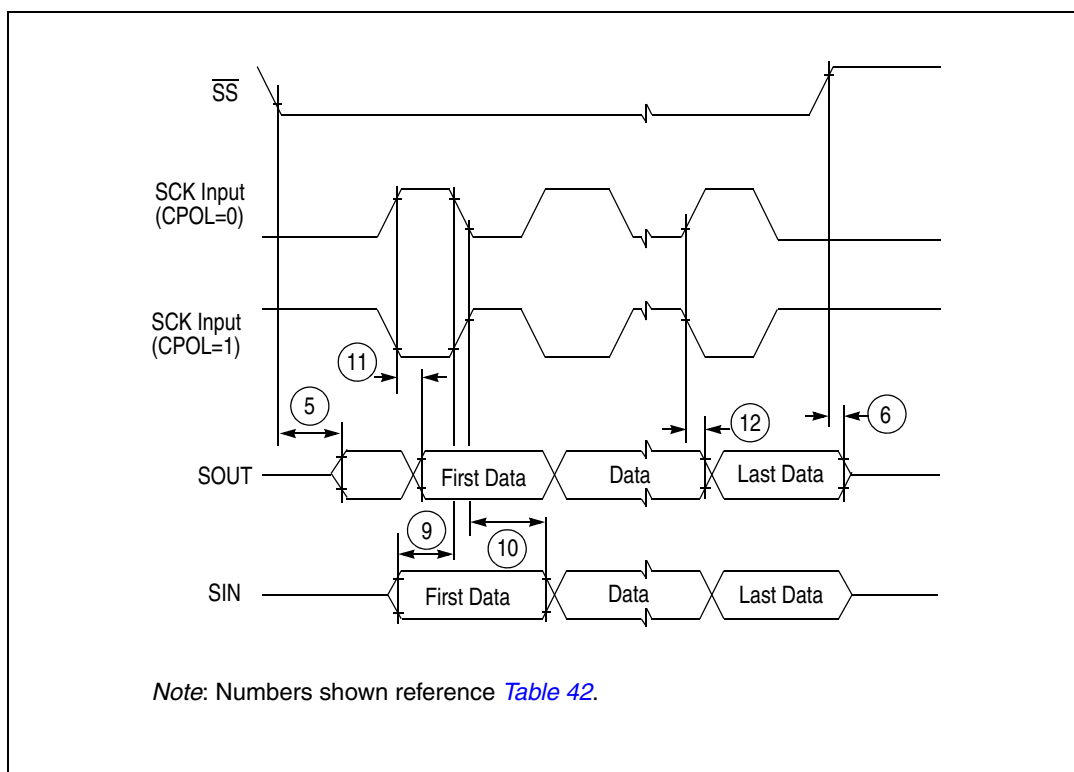 SS
SCK Input
(CPOL=0)
SCK Input
(CPOL=1)
11
5
12
6
SOUT
First Data
Data
Last Data
9
10
SIN
First Data
Data
Last Data
Note: Numbers shown reference Table 42.